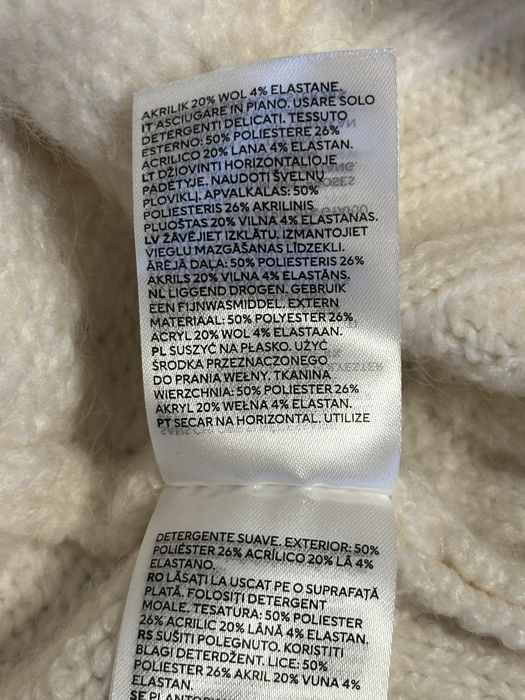 AKRILIK 20% WOL 4% ELASTANE.
IT ASCIUGARE IN PIANO. USARE SOLO
DETERGENTI DELICATI. TESSUTO
ESTERNO: 50% POLIESTERE 26%
ACRILICO 20% LANA 4% ELASTAN.
LT DŽIOVINTI HORIZONTALIOJE
PADĖTYJE. NAUDOTI ŠVELNŲ
PLOVIKLĮ. APVALKALAS: 50%
POLIESTERIS 26% AKRILINIS
PLUOŠTAS 20% VILNA 4% ELASTANAS.
LV ŽĀVĒJIET IZKLĀTU. IZMANTOJIET
VIEGLU MAZGĀŠANAS LĪDZEKLI.
ĀRĒJĀ DAĻA: 50% POLIESTERIS 26%
AKRILS 20% VILNA 4% ELASTĀNS.
NL LIGGEND DROGEN. GEBRUIK
EEN FIJNWASMIDDEL. EXTERN
MATERIAAL: 50% POLYESTER 26%
ACRYL 20% WOL 4% ELASTAAN.
PL SUSZYĆ NA PŁASKO. UŻYĆ
ŚRODKA PRZEZNACZONEGO
DO PRANIA WEŁNY. TKANINA
WIERZCHNIA: 50% POLIESTER 26%
AKRYL 20% WEŁNA 4% ELASTAN.
PT SECAR NA HORIZONTAL. UTILIZE
DETERGENTE SUAVE. EXTERIOR: 50%
POLIÉSTER 26% ACRÍLICO 20% LÃ 4%
ELASTANO.
RO LĂSAȚI LA USCAT PE O SUPRAFAȚĂ
PLATĂ. FOLOSIȚI DETERGENT
MOALE. TESATURA: 50% POLIESTER
26% ACRILIC 20% LÂNĂ 4% ELASTAN.
RS SUŠITI POLEGNUTO. KORISTITI
BLAGI DETERDŽENT. LICE: 50%
POLIESTER 26% AKRIL 20% VUNA 4%
ELASTAN